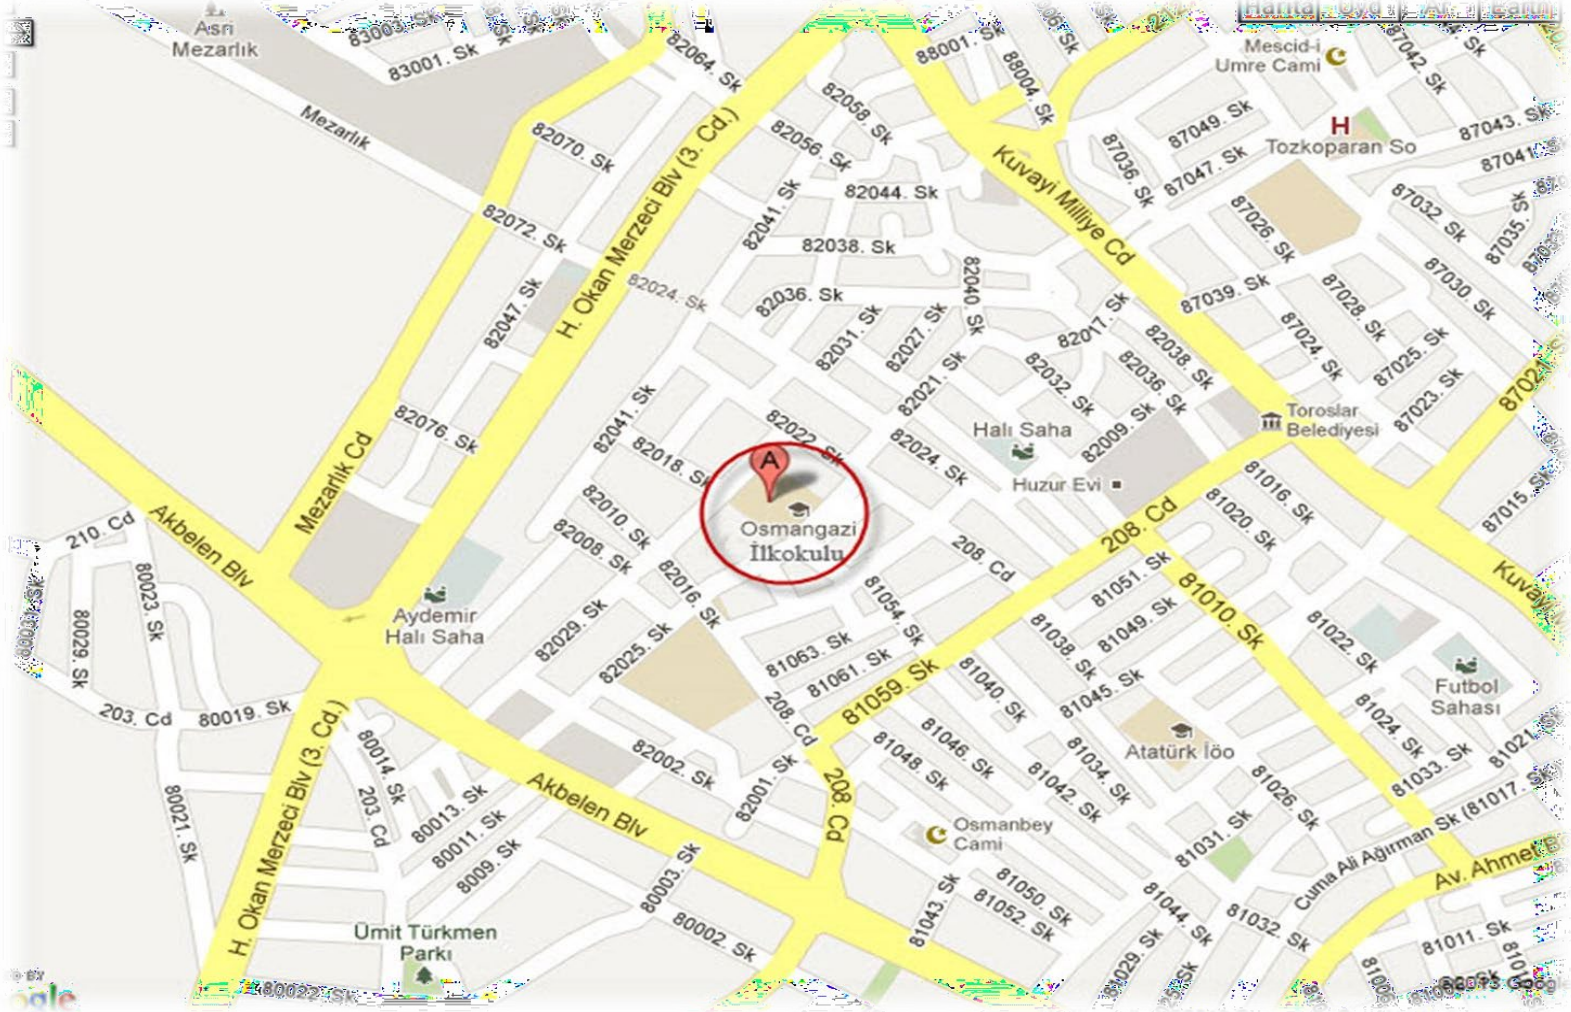 Asri
Mezarlık
83001. Sk
82064. Sk
88001. Sk
88004. Sk
Mescid-i
Umre Cami
87042. Sk
Mezarlık
82070. Sk
H. Okan Merzeci Blv (3. Cd.)
82058. Sk
82056. Sk
82044. Sk
82041. Sk
82038. Sk
Kuvayi Milliye Cd
87036. Sk
87049. Sk
87047. Sk
H
Tozkoparan So
87043. Sk
87041
87032. Sk
87035. Sk
87026. Sk
82072. Sk
82047. Sk
82024. Sk
82036. Sk
82040. Sk
82031. Sk
82027. Sk
82017. Sk
87039. Sk
87028. Sk
87030. Sk
87024. Sk
87025. Sk
87023. Sk
87021
82038. Sk
82036. Sk
82032. Sk
82021. Sk
82009. Sk
Toroslar
Belediyesi
Halı Saha
Huzur Evi
82076. Sk
Mezarlık Cd
82041. Sk
82018. Sk
82022. Sk
82024. Sk
A
Osmangazi
İlkokulu
82010. Sk
82008. Sk
82016. Sk
208. Cd
208. Cd
81016. Sk
81020. Sk
87015. Sk
Kuvayi
210. Cd
Akbelen Blv
80023. Sk
80029. Sk
Aydemir
Halı Saha
82029. Sk
82025. Sk
81054. Sk
81063. Sk
81061. Sk
81059. Sk
81051. Sk
81049. Sk
81038. Sk
81045. Sk
81040. Sk
81010. Sk
81022. Sk
Futbol
Sahası
81024. Sk
81033. Sk
81021
203. Cd
80019. Sk
208. Cd
Atatürk İöo
81026. Sk
81034. Sk
81046. Sk
81048. Sk
81042. Sk
82002. Sk
82001. Sk
208. Cd
Akbelen Blv
80014. Sk
203. Cd
80013. Sk
80011. Sk
8009. Sk
80021. Sk
H. Okan Merzeci Blv (3. Cd.)
Osmanbey
Cami
81031. Sk
Cuma Ali Ağırman Sk (81017. Sk
Av. Ahmet
81050. Sk
81052. Sk
81043. Sk
81044. Sk
81032. Sk
81011. Sk
81029. Sk
80003. Sk
80002. Sk
Ümit Türkmen
Parkı
80022. Sk